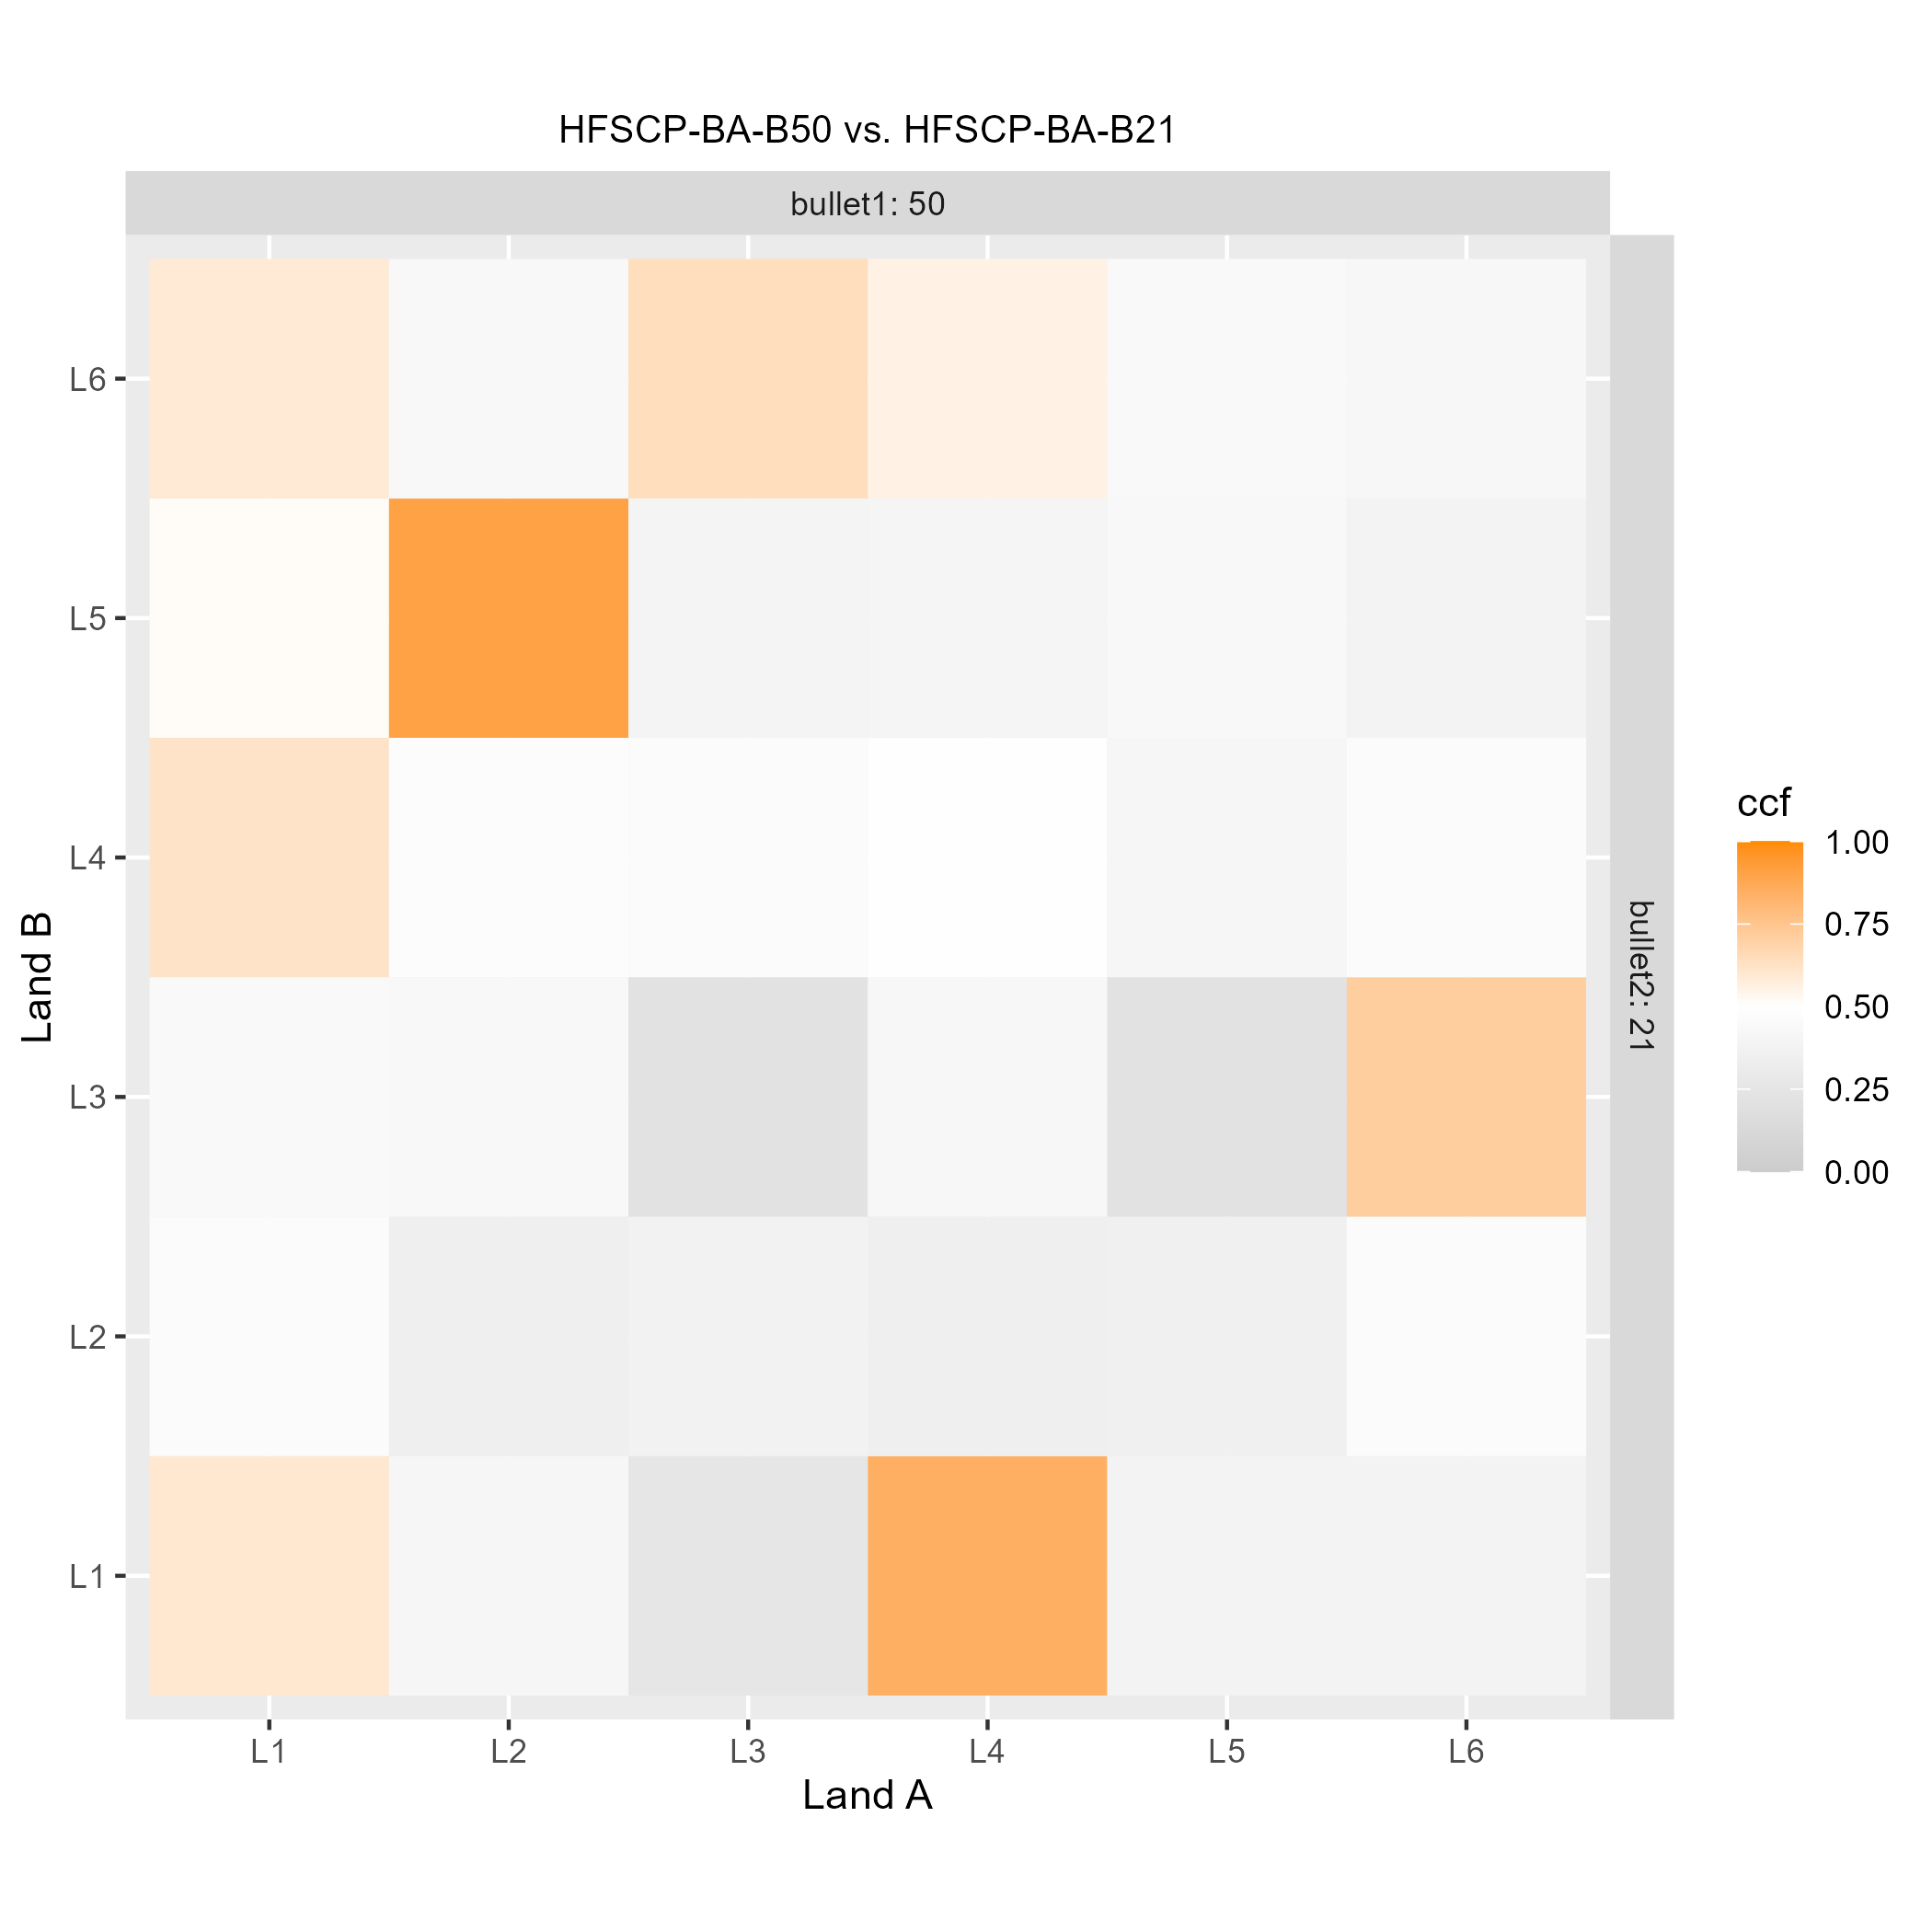 HFSCP-BA-B50 vs. HFSCP-BA-B21
bullet1: 50
L6
L5
L4
L3
L2
L1
Land B
bullet2: 21
L1 L2 L3 L4 L5 L6
Land A
ccf
1.00
0.75
0.50
0.25
0.00